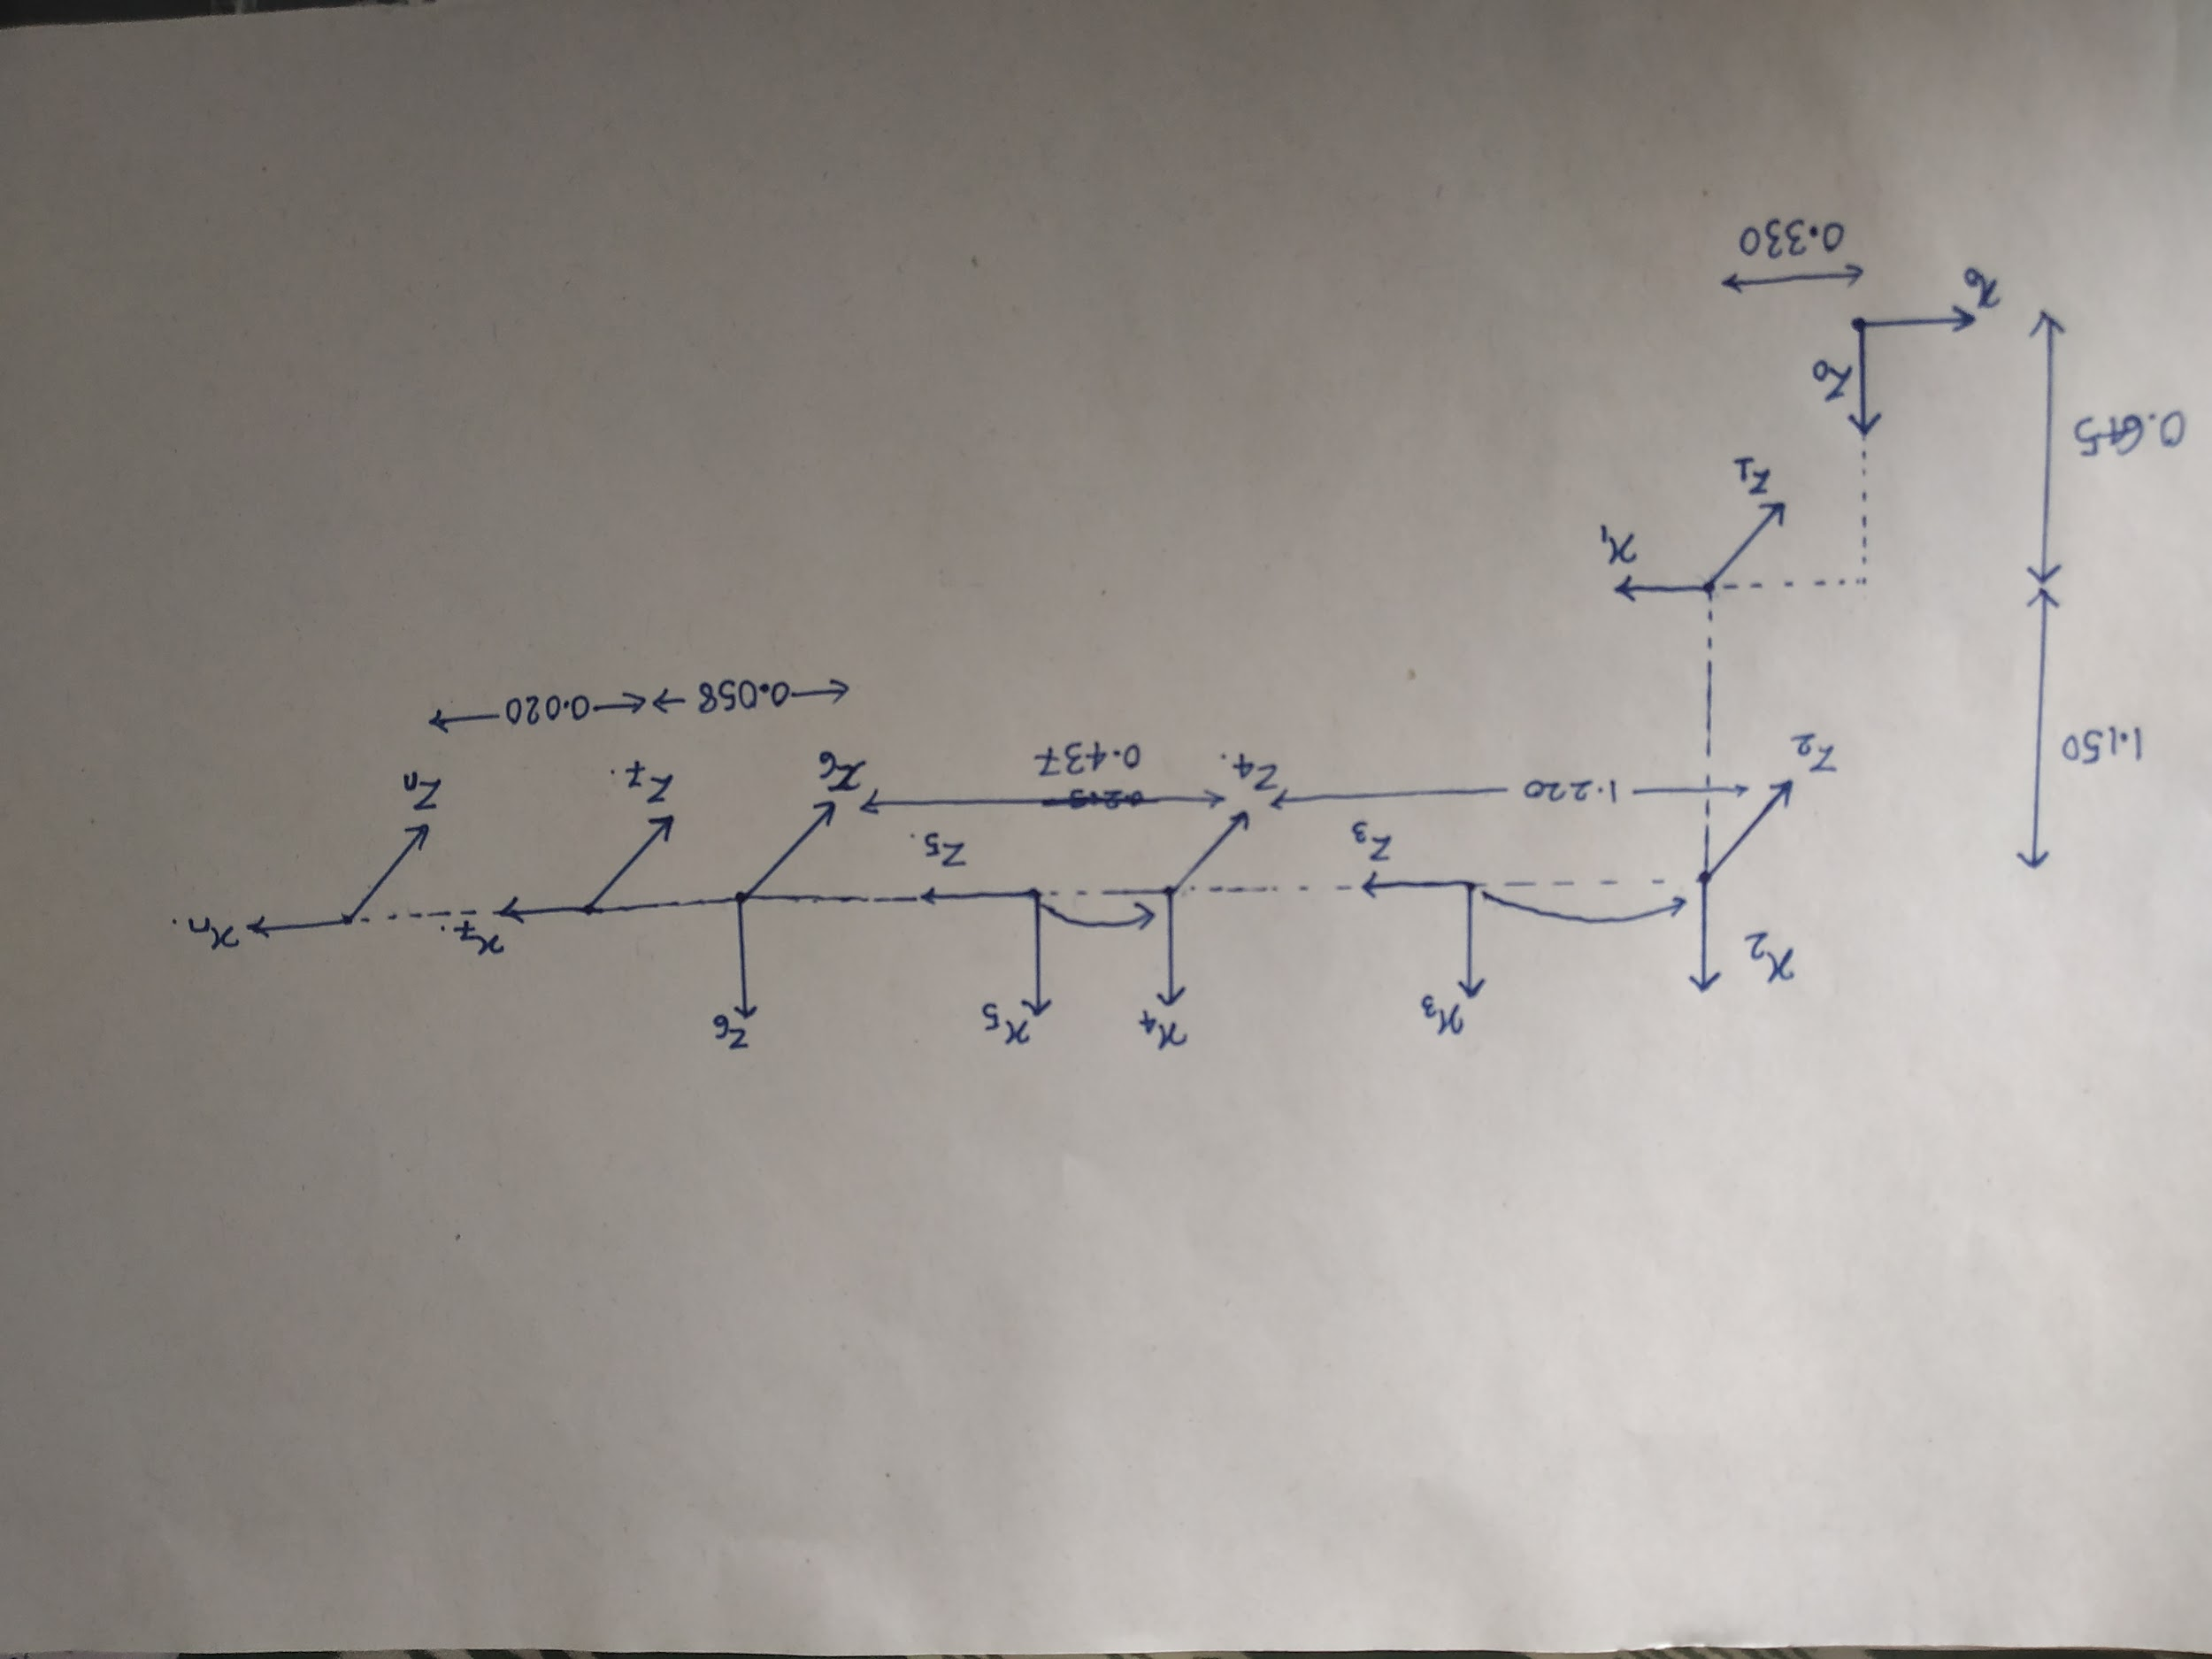 x₃ x₄ x₅ z₆
x₂ x₇. xₙ.
z₃ z₅.
1.220
z₂ z₄. x₆ z₇. zₙ
1.150 0.437
0.058 0.020
x₁
z₁
0.645
z₀
x₀
0.330